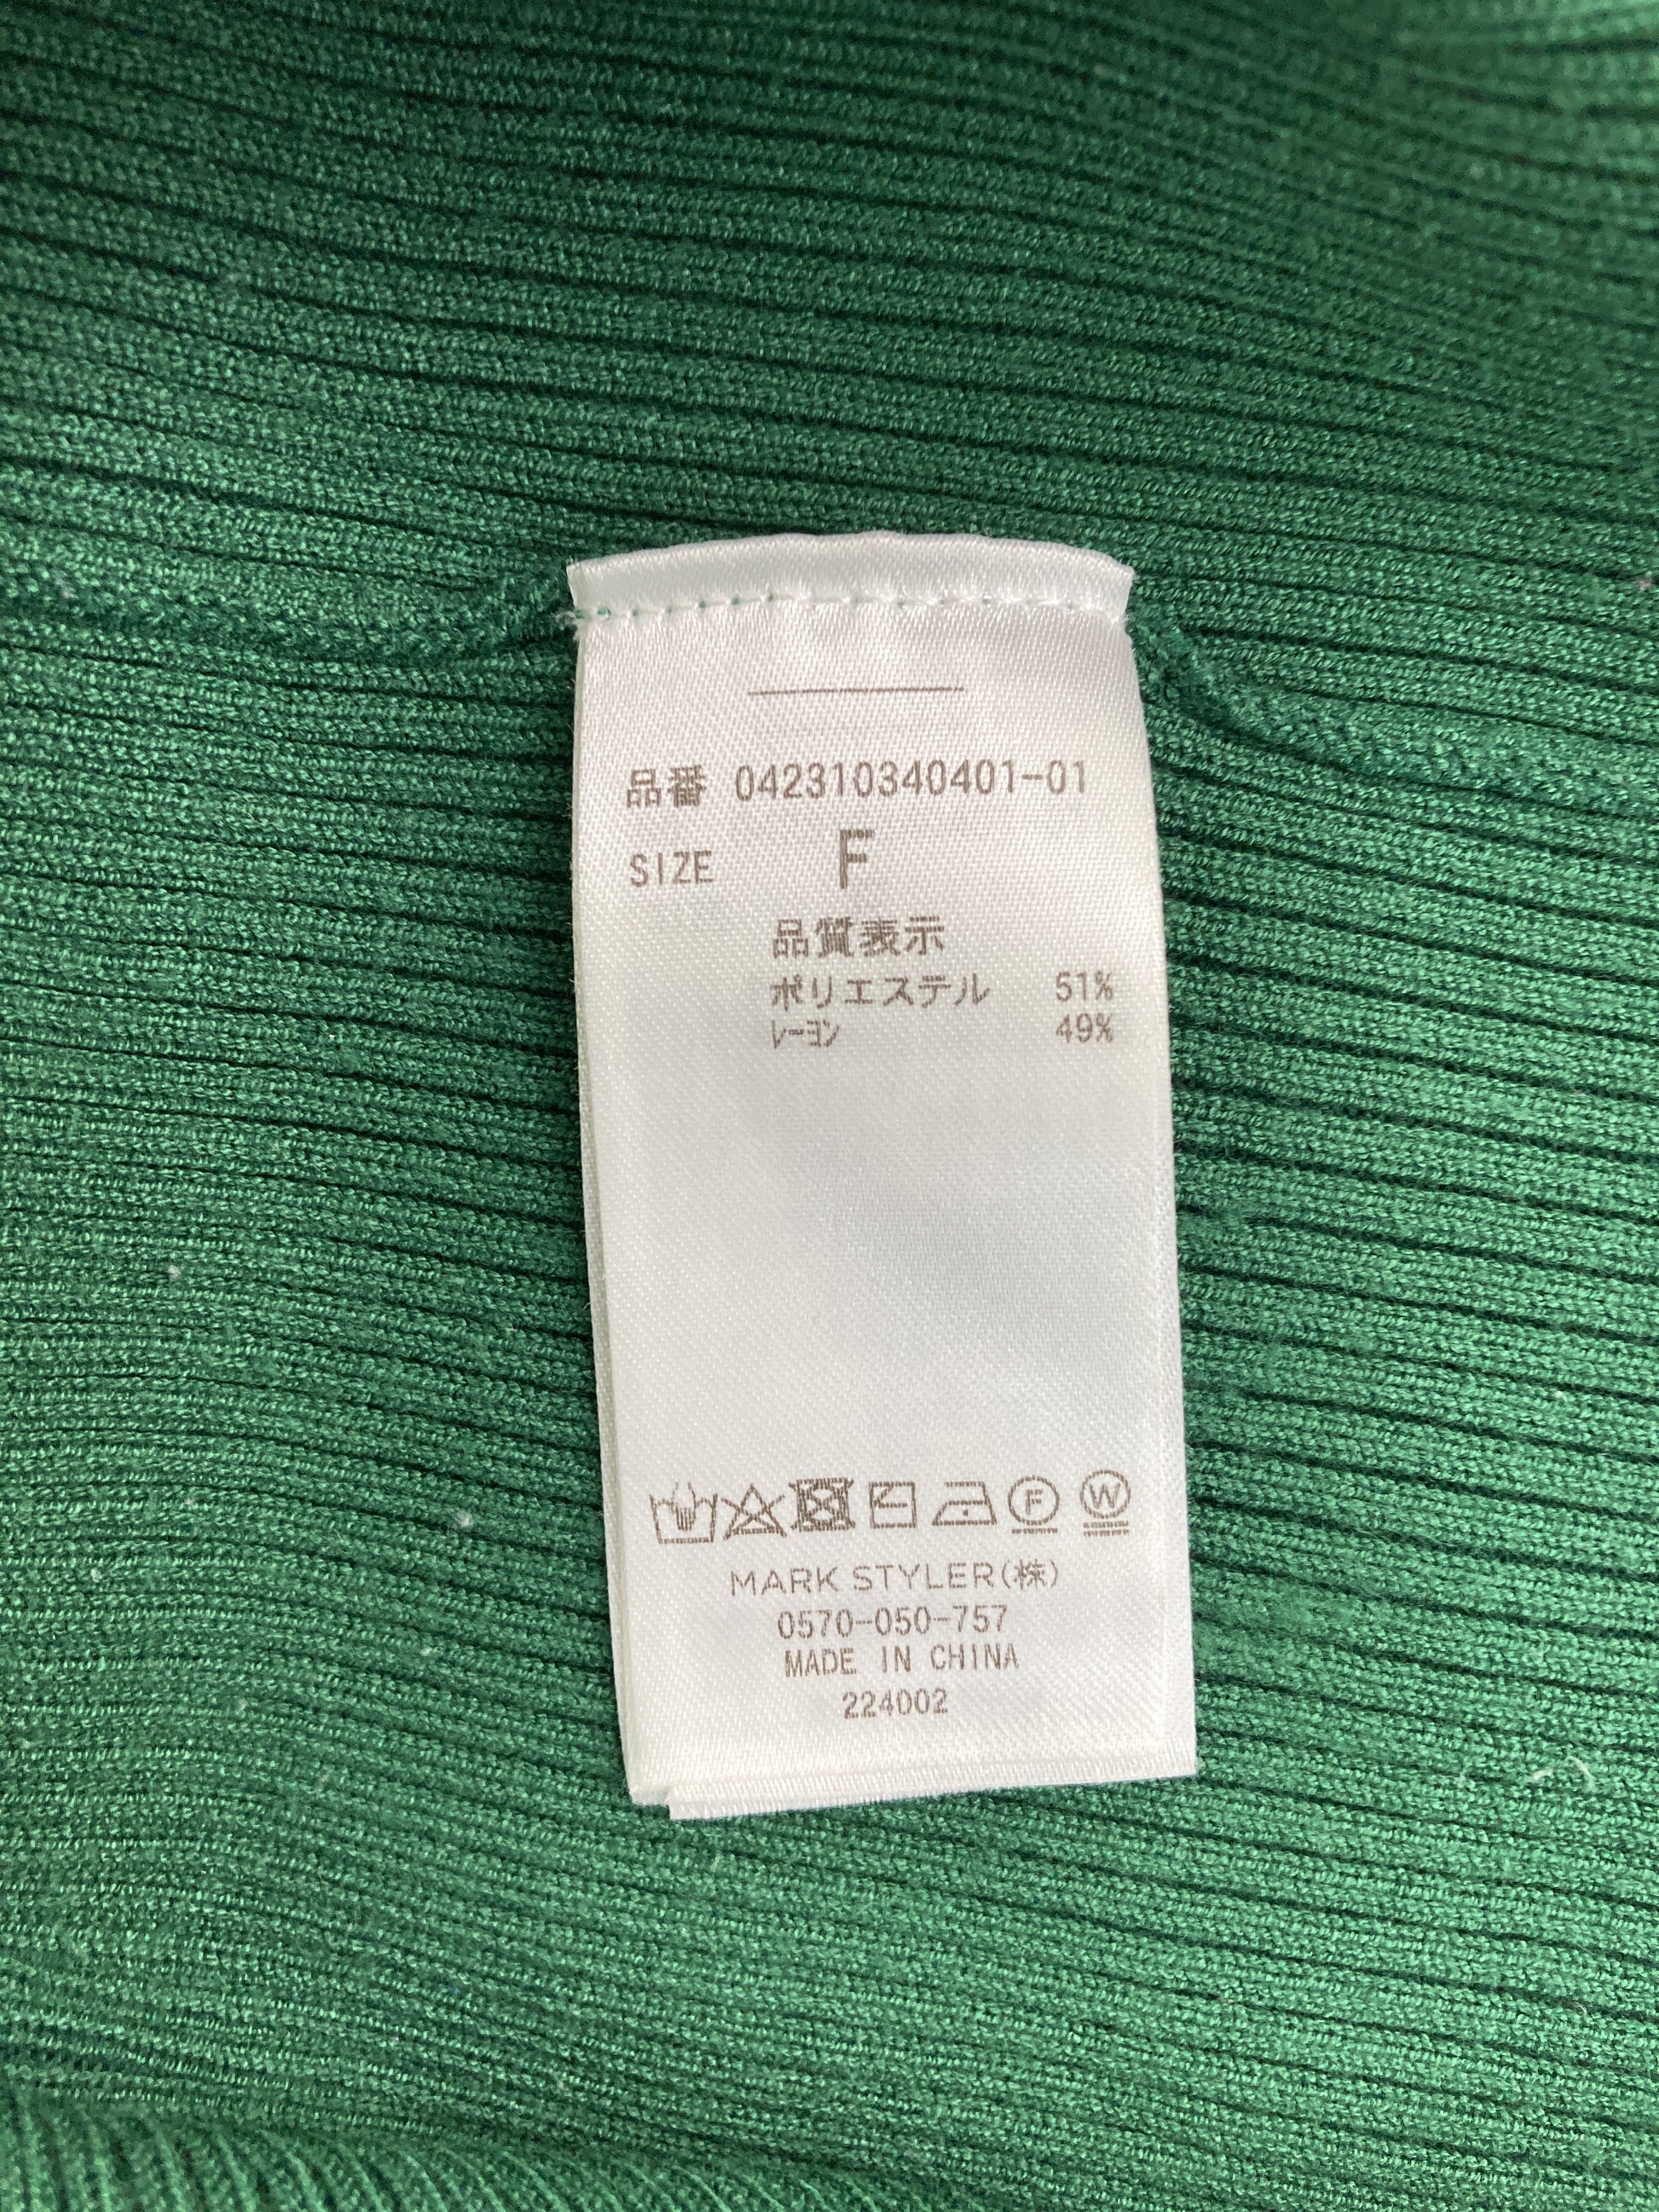 品番 042310340401-01
SIZE F
品質表示
ポリエステル 51%
レーヨン 49%
F W
MARK STYLER(株)
0570-050-757
MADE IN CHINA
224002